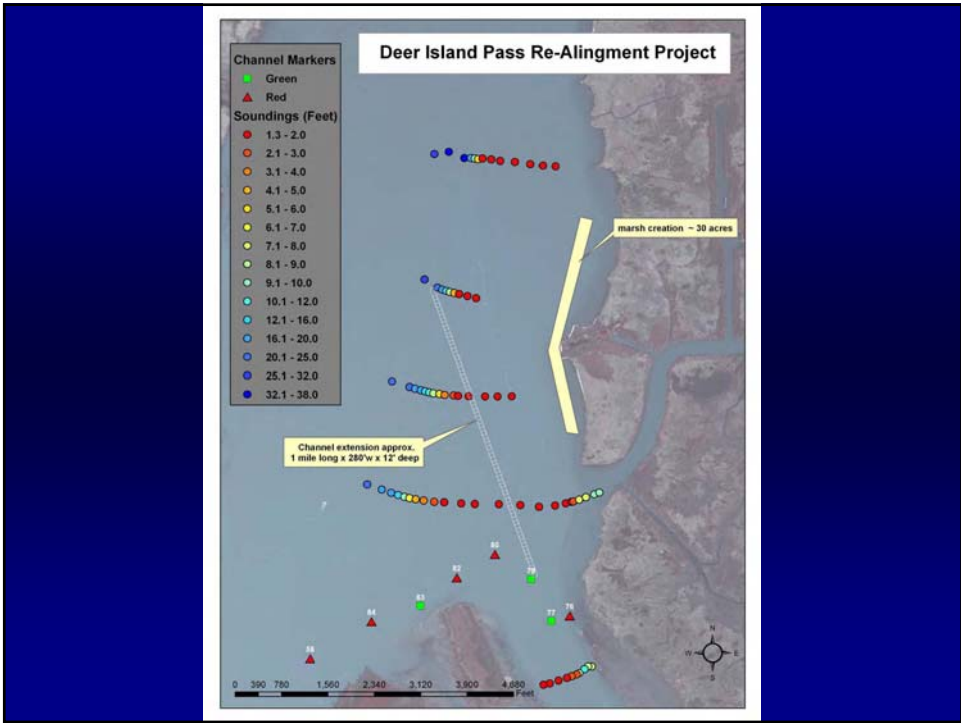 Deer Island Pass Re-Alingment Project
Channel Markers
Green
Red
Soundings (Feet)
1.3 - 2.0
2.1 - 3.0
3.1 - 4.0
4.1 - 5.0
5.1 - 6.0
6.1 - 7.0
7.1 - 8.0
8.1 - 9.0
9.1 - 10.0
10.1 - 12.0
12.1 - 16.0
16.1 - 20.0
20.1 - 25.0
25.1 - 32.0
32.1 - 38.0
marsh creation ~ 30 acres
Channel extension approx.
1 mile long x 280'w x 12' deep
80
82
79
83
84
77
76
N
W E
S
0 390 780 1,560 2,340 3,120 3,900 4,680
Feet